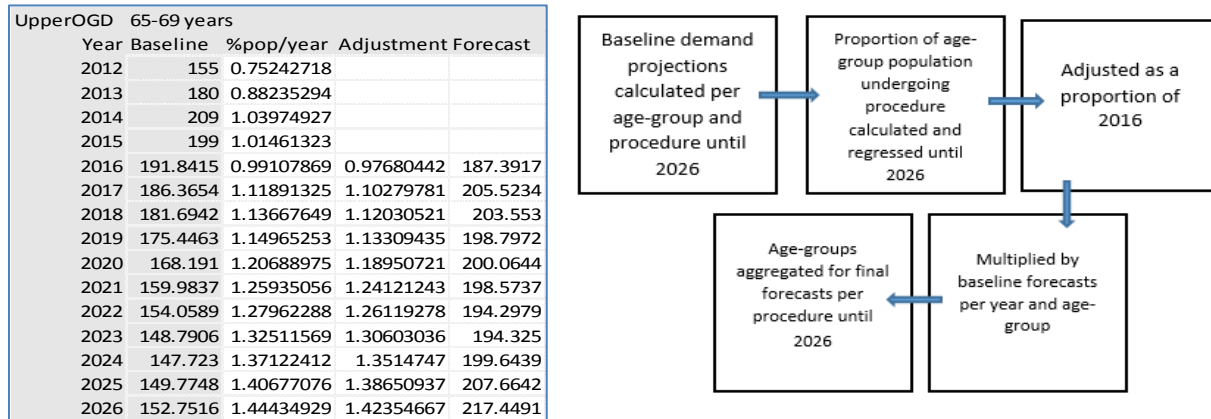 UpperOGD 65-69 years
Year Baseline %pop/year Adjustment Forecast
2012 155 0.75242718
2013 180 0.88235294
2014 209 1.03974927
2015 199 1.01461323
2016 191.8415 0.99107869 0.97680442 187.3917
2017 186.3654 1.11891325 1.10279781 205.5234
2018 181.6942 1.13667649 1.12030521 203.553
2019 175.4463 1.14965253 1.13309435 198.7972
2020 168.191 1.20688975 1.18950721 200.0644
2021 159.9837 1.25935056 1.24121243 198.5737
2022 154.0589 1.27962288 1.26119278 194.2979
2023 148.7906 1.32511569 1.30603036 194.325
2024 147.723 1.37122412 1.3514747 199.6439
2025 149.7748 1.40677076 1.38650937 207.6642
2026 152.7516 1.44434929 1.42354667 217.4491
Baseline demand
projections
calculated per
age-group and
procedure until
2026
Proportion of age-
group population
undergoing
procedure
calculated and
regressed until
2026
Adjusted as a
proportion of
2016
Multiplied by
baseline forecasts
per year and age-
group
Age-groups
aggregated for final
forecasts per
procedure until
2026